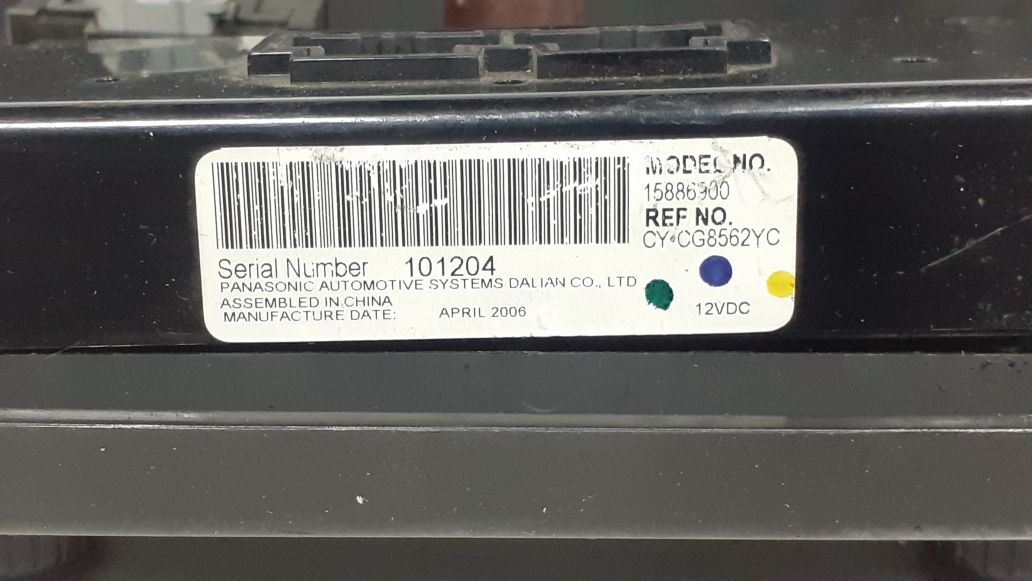 MODEL NO.
15886900
REF NO.
CY-CG8562YC
Serial Number 101204
PANASONIC AUTOMOTIVE SYSTEMS DALIAN CO., LTD
ASSEMBLED IN CHINA
MANUFACTURE DATE: APRIL 2006
12VDC